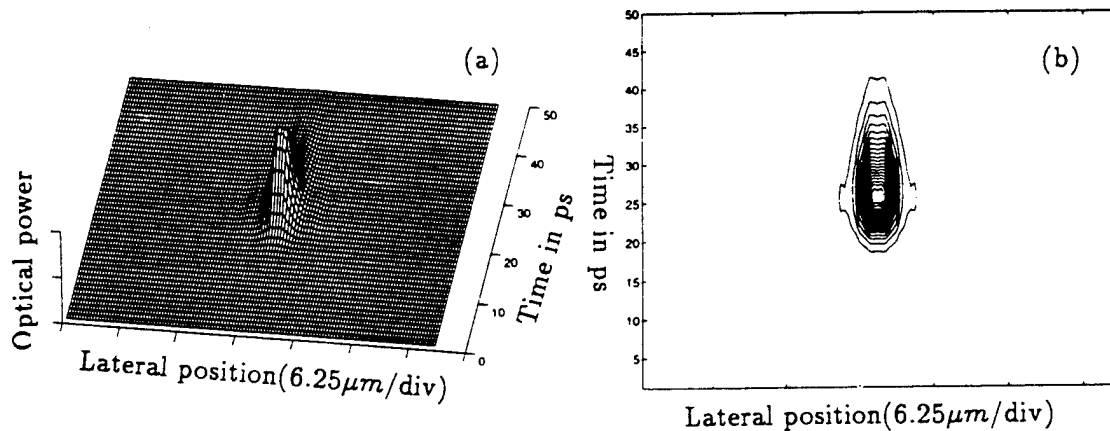 (a)
50
40
30
20
10
0
Time in ps
Optical power
Lateral position(6.25μm/div)
(b)
50
45
40
35
30
25
20
15
10
5
Time in ps
Lateral position(6.25μm/div)